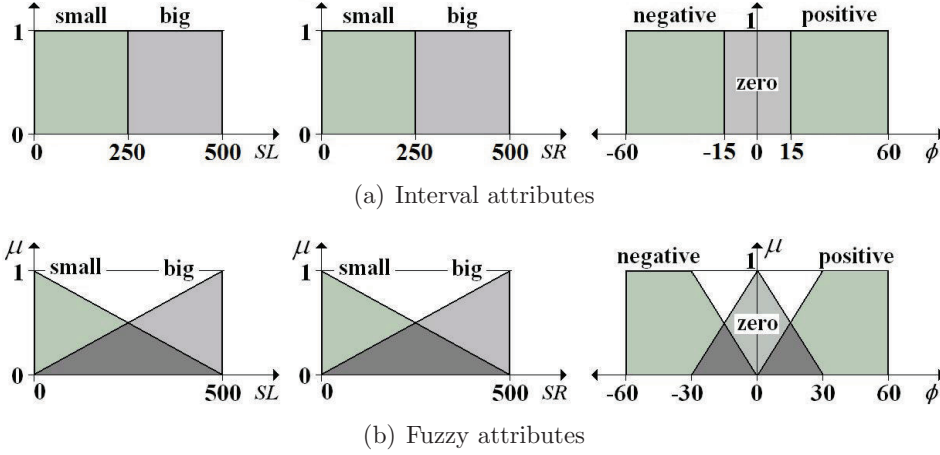 small big small big negative 1 positive
1 1 zero
0 0
0 250 500 SL 0 250 500 SR -60 -15 0 15 60 ϕ
(a) Interval attributes
μ μ negative 1 μ positive
1 small big 1 small big
zero
0 0
0 500 SL 0 500 SR -60 -30 0 30 60 ϕ
(b) Fuzzy attributes